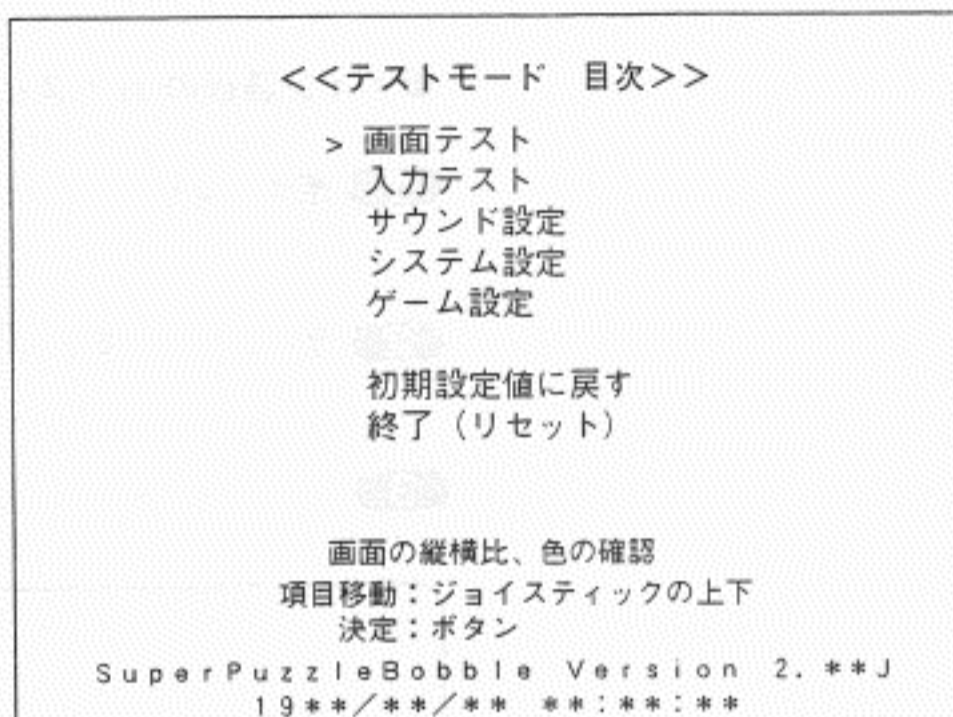 <<テストモード 目次>>
> 画面テスト
入力テスト
サウンド設定
システム設定
ゲーム設定
初期設定値に戻す
終了（リセット）
画面の縦横比、色の確認
項目移動：ジョイスティックの上下
決定：ボタン
SuperPuzzleBobble Version 2.**J
19**/**/** **:**:**